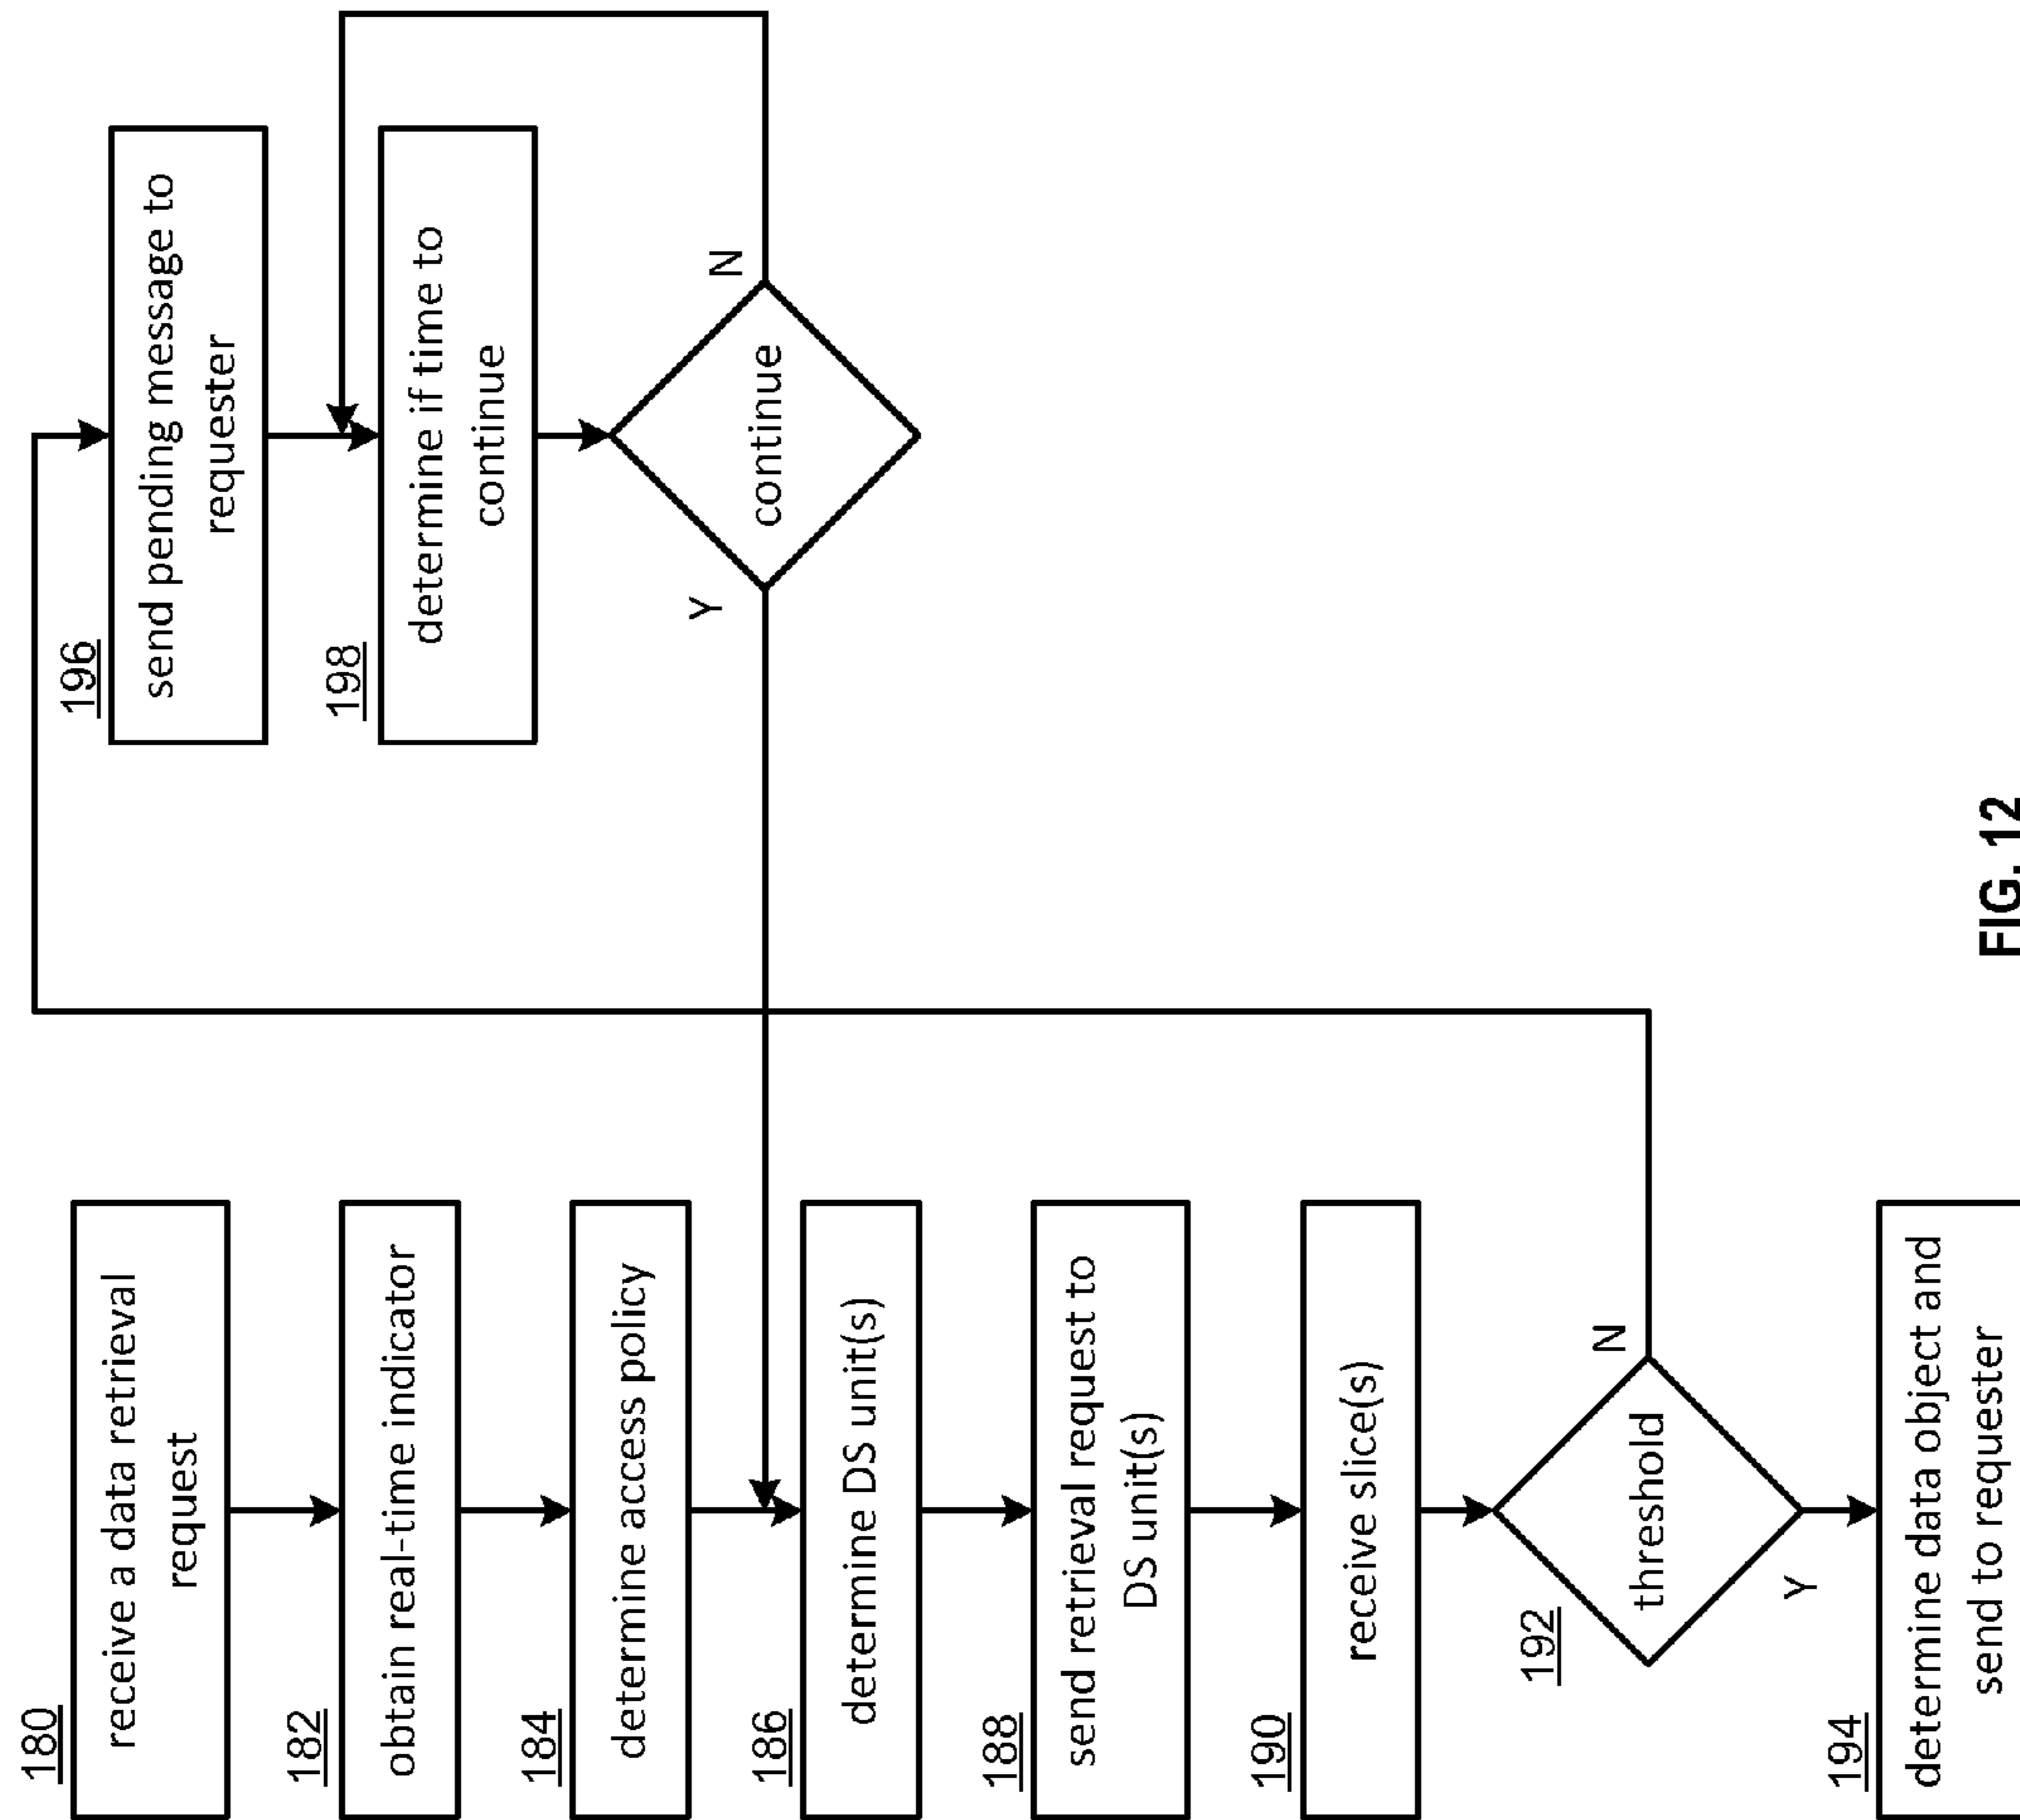 180
receive a data retrieval
request
182
obtain real-time indicator
184
determine access policy
186
determine DS unit(s)
188
send retrieval request to
DS unit(s)
190
receive slice(s)
192
threshold
N
Y
194
determine data object and
send to requester
196
send pending message to
requester
198
determine if time to
continue
continue
N
Y
FIG. 12